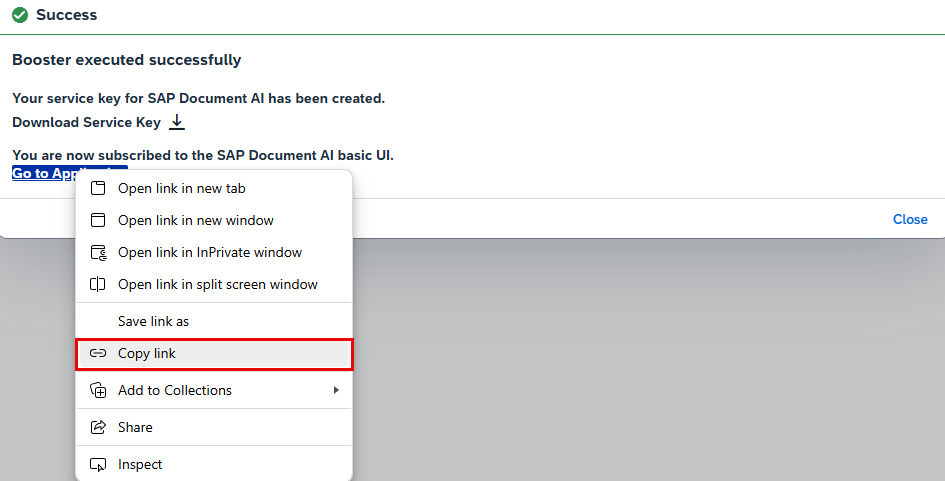 Success
Booster executed successfully
Your service key for SAP Document AI has been created.
Download Service Key
You are now subscribed to the SAP Document AI basic UI.
Go to
Open link in new tab
Open link in new window
Close
Open link in InPrivate window
Open link in split screen window
Save link as
Copy link
Add to Collections
Share
Inspect